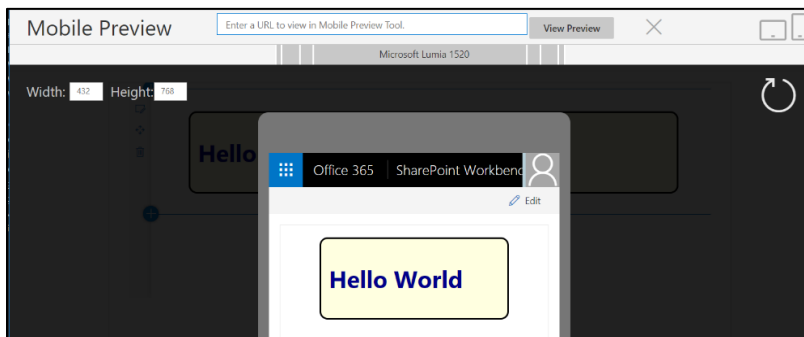 Mobile Preview
Enter a URL to view in Mobile Preview Tool.
View Preview
Microsoft Lumia 1520
Width: 432 Height: 768
Hello
Office 365 SharePoint Workbenc
Edit
Hello World